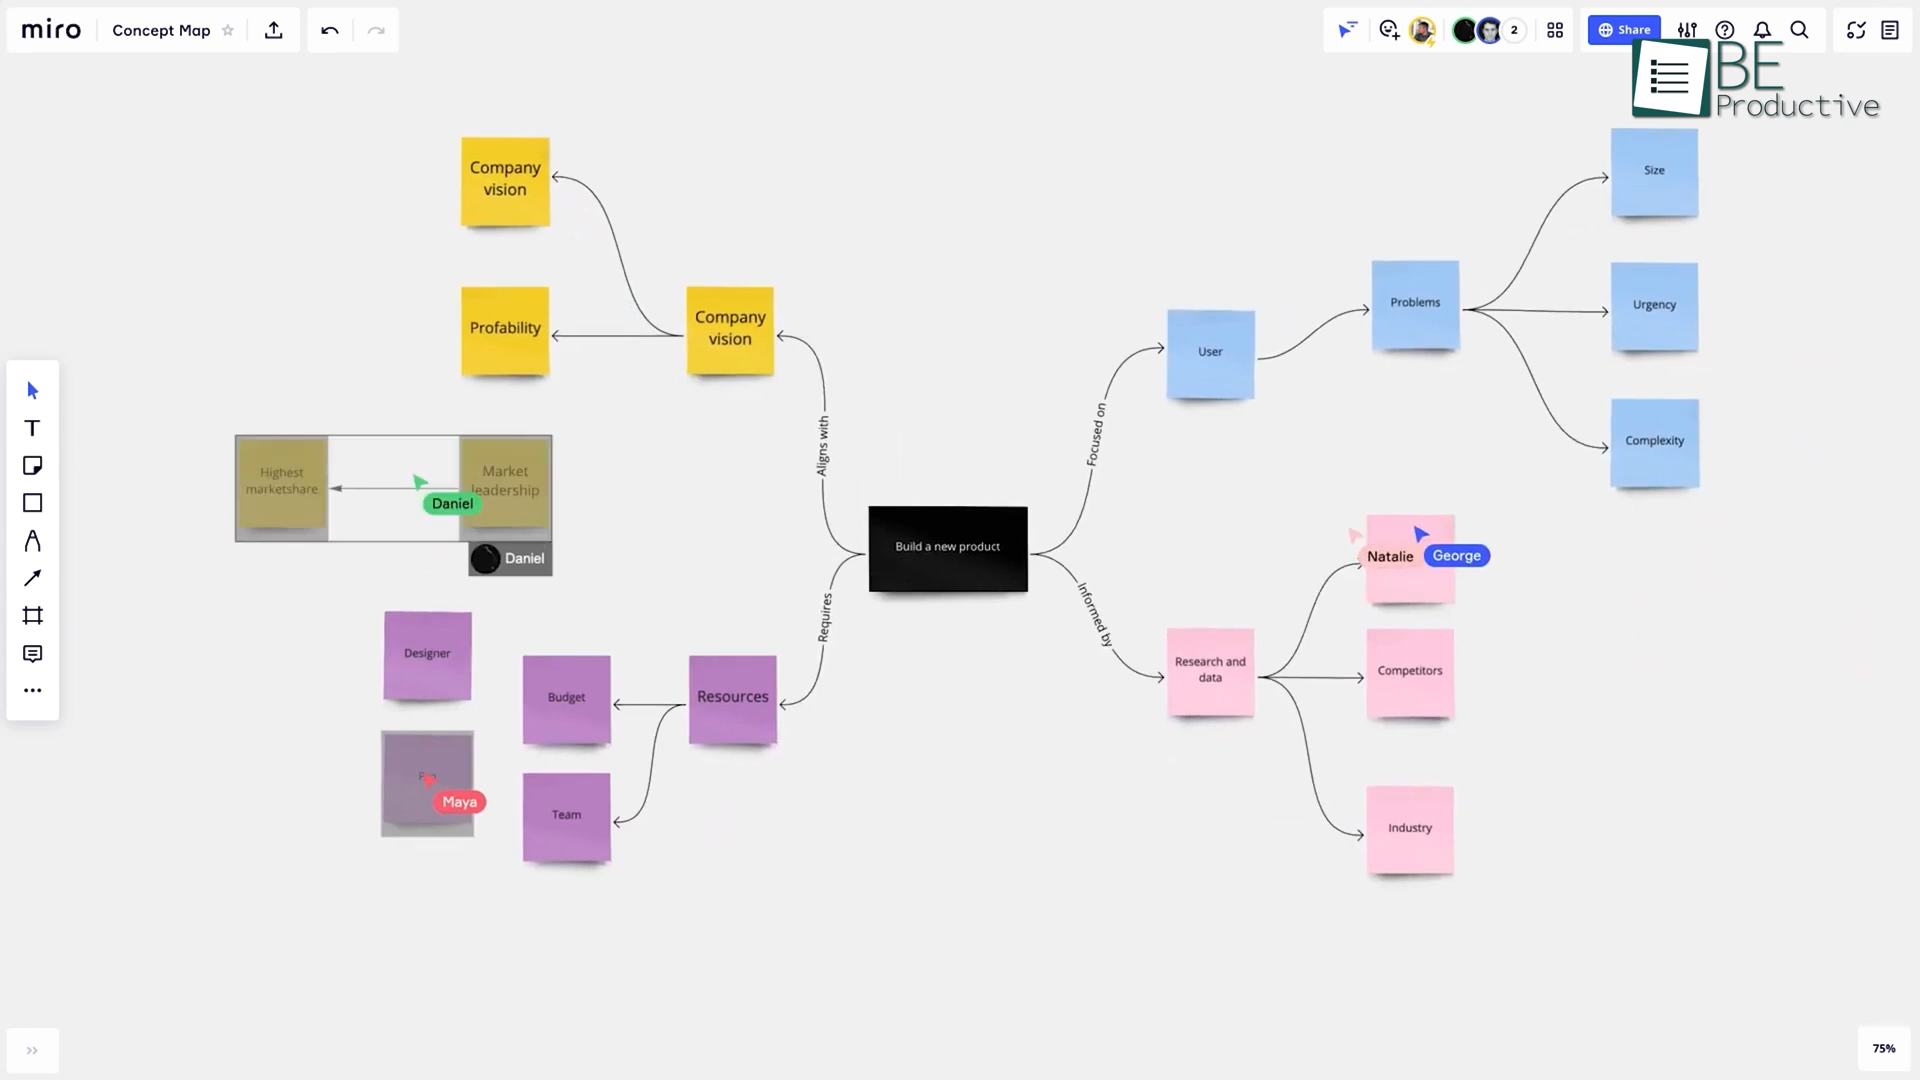 miro
Concept Map
2
Share
BE
Productive
Company
vision
Size
Profability
Company
vision
User
Problems
Urgency
Complexity
Aligns with
Focused on
Highest
marketshare
Market
leadership
Daniel
Daniel
Build a new product
Natalie
George
Requires
Informed by
Designer
Budget
Resources
Research and
data
Competitors
Maya
Team
Industry
75%